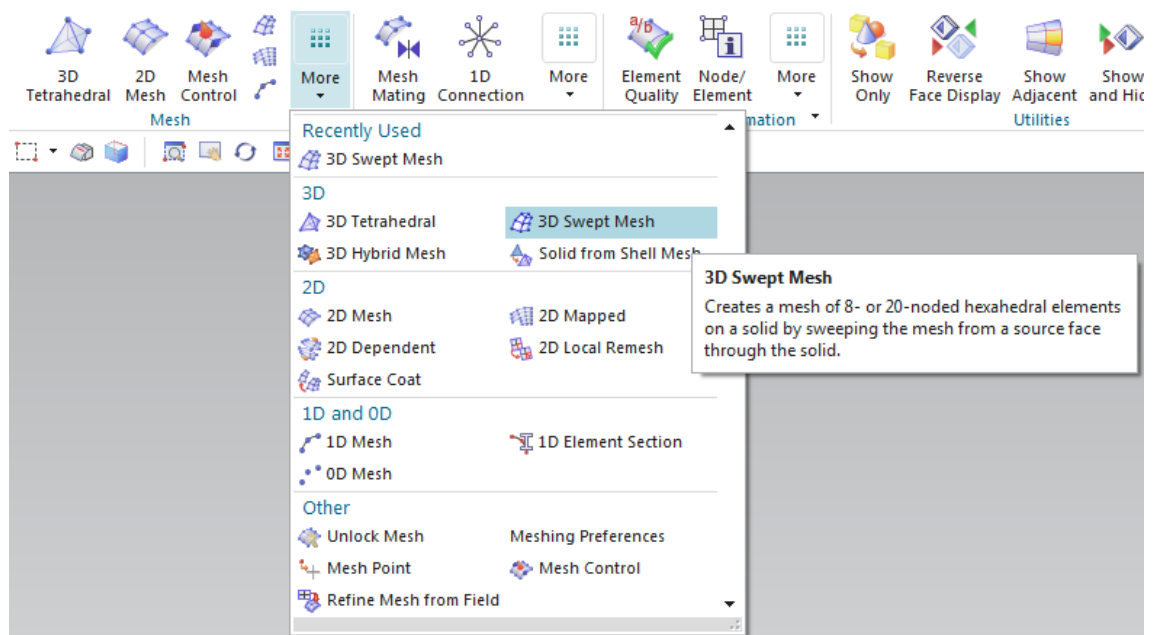 3D Tetrahedral
2D Mesh
Mesh Control
More
Mesh Mating
1D Connection
More
a/b
Element Quality
Node/ Element
More
Show Only
Reverse Face Display
Show Adjacent
Show and Hid
Mesh
mation
Utilities
Recently Used
3D Swept Mesh
3D
3D Tetrahedral
3D Swept Mesh
3D Hybrid Mesh
Solid from Shell Mesh
2D
2D Mesh
2D Mapped
2D Dependent
2D Local Remesh
Surface Coat
1D and 0D
1D Mesh
1D Element Section
0D Mesh
Other
Unlock Mesh
Meshing Preferences
Mesh Point
Mesh Control
Refine Mesh from Field
3D Swept Mesh
Creates a mesh of 8- or 20-noded hexahedral elements
on a solid by sweeping the mesh from a source face
through the solid.